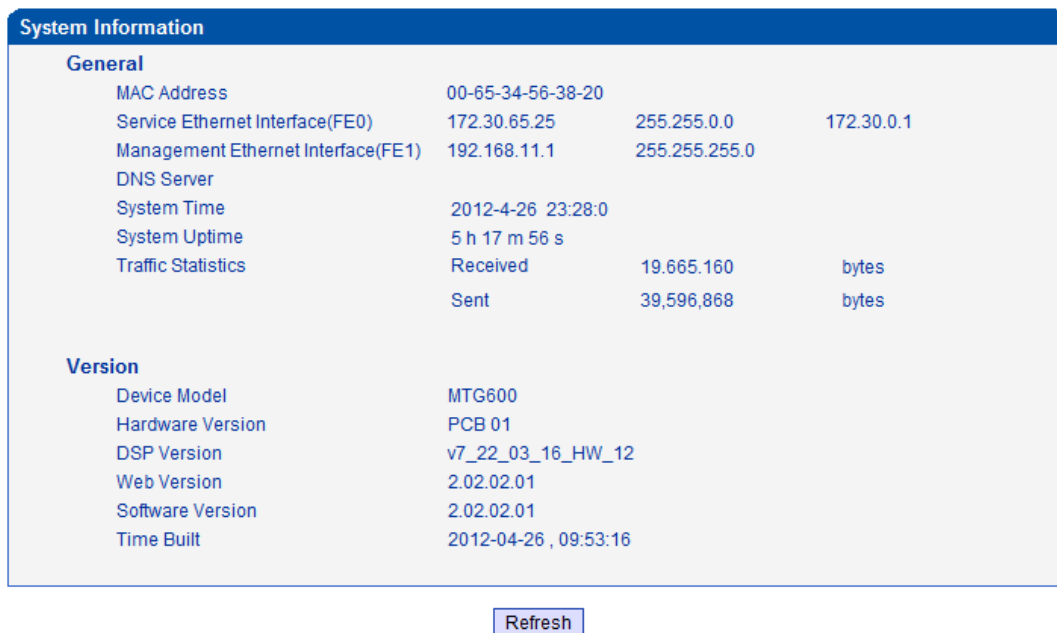 System Information
General
MAC Address 00-65-34-56-38-20
Service Ethernet Interface(FE0) 172.30.65.25 255.255.0.0 172.30.0.1
Management Ethernet Interface(FE1) 192.168.11.1 255.255.255.0
DNS Server
System Time 2012-4-26 23:28:0
System Uptime 5 h 17 m 56 s
Traffic Statistics Received 19.665.160 bytes
Sent 39,596,868 bytes
Version
Device Model MTG600
Hardware Version PCB 01
DSP Version v7_22_03_16_HW_12
Web Version 2.02.02.01
Software Version 2.02.02.01
Time Built 2012-04-26 , 09:53:16
Refresh